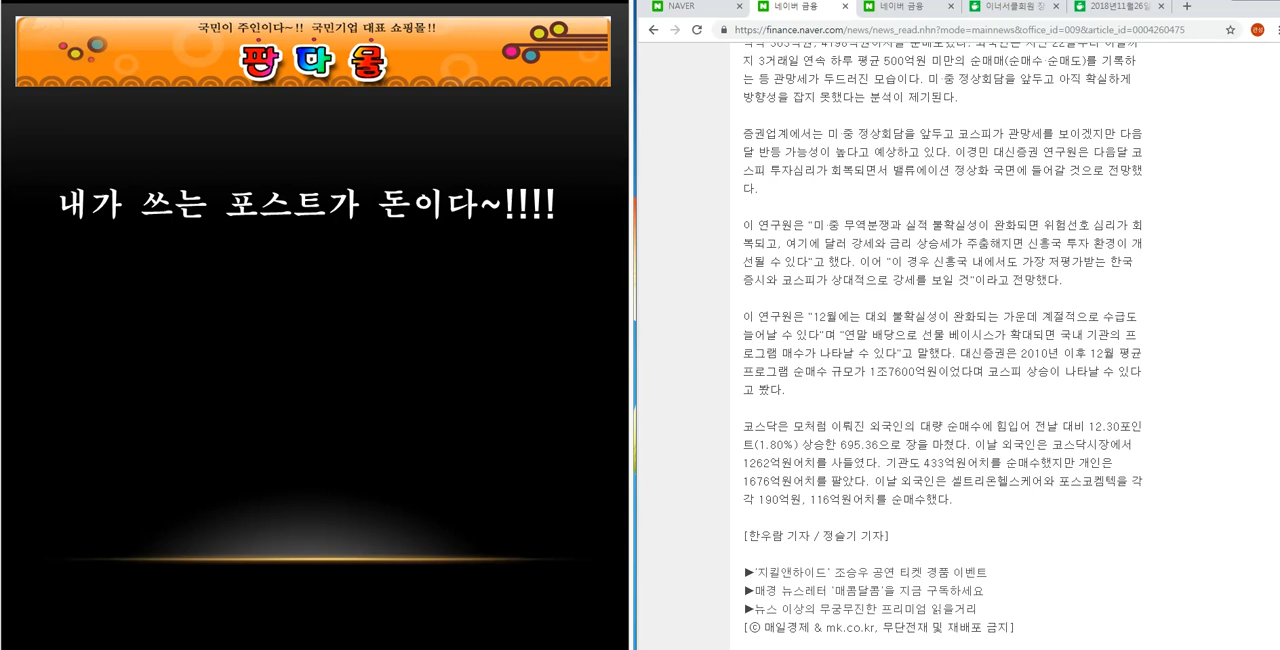 국민이 주인이다~!! 국민기업 대표 쇼핑몰!!
판다몰
내가 쓰는 포스트가 돈이다~!!!!
NAVER
네이버 금융
네이버 금융
이너서클회원 장
2018년11월26일
https://finance.naver.com/news/news_read.nhn?mode=mainnews&office_id=009&article_id=0004260475
지 3거래일 연속 하루 평균 500억원 미만의 순매매(순매수·순매도)를 기록하
는 등 관망세가 두드러진 모습이다. 미·중 정상회담을 앞두고 아직 확실하게
방향성을 잡지 못했다는 분석이 제기된다.
증권업계에서는 미·중 정상회담을 앞두고 코스피가 관망세를 보이겠지만 다음
달 반등 가능성이 높다고 예상하고 있다. 이경민 대신증권 연구원은 다음달 코
스피 투자심리가 회복되면서 밸류에이션 정상화 국면에 들어갈 것으로 전망했
다.
이 연구원은 "미·중 무역분쟁과 실적 불확실성이 완화되면 위험선호 심리가 회
복되고, 여기에 달러 강세와 금리 상승세가 주춤해지면 신흥국 투자 환경이 개
선될 수 있다"고 했다. 이어 "이 경우 신흥국 내에서도 가장 저평가받는 한국
증시와 코스피가 상대적으로 강세를 보일 것"이라고 전망했다.
이 연구원은 "12월에는 대외 불확실성이 완화되는 가운데 계절적으로 수급도
늘어날 수 있다"며 "연말 배당으로 선물 베이시스가 확대되면 국내 기관의 프
로그램 매수가 나타날 수 있다"고 말했다. 대신증권은 2010년 이후 12월 평균
프로그램 순매수 규모가 1조7600억원이었다며 코스피 상승이 나타날 수 있다
고 봤다.
코스닥은 모처럼 이뤄진 외국인의 대량 순매수에 힘입어 전날 대비 12.30포인
트(1.80%) 상승한 695.36으로 장을 마쳤다. 이날 외국인은 코스닥시장에서
1262억원어치를 사들였다. 기관도 433억원어치를 순매수했지만 개인은
1676억원어치를 팔았다. 이날 외국인은 셀트리온헬스케어와 포스코켐텍을 각
각 190억원, 116억원어치를 순매수했다.
[한우람 기자 / 정슬기 기자]
▶'지킬앤하이드' 조승우 공연 티켓 경품 이벤트
▶매경 뉴스레터 '매콤달콤'을 지금 구독하세요
▶뉴스 이상의 무궁무진한 프리미엄 읽을거리
[ⓒ 매일경제 & mk.co.kr, 무단전재 및 재배포 금지]